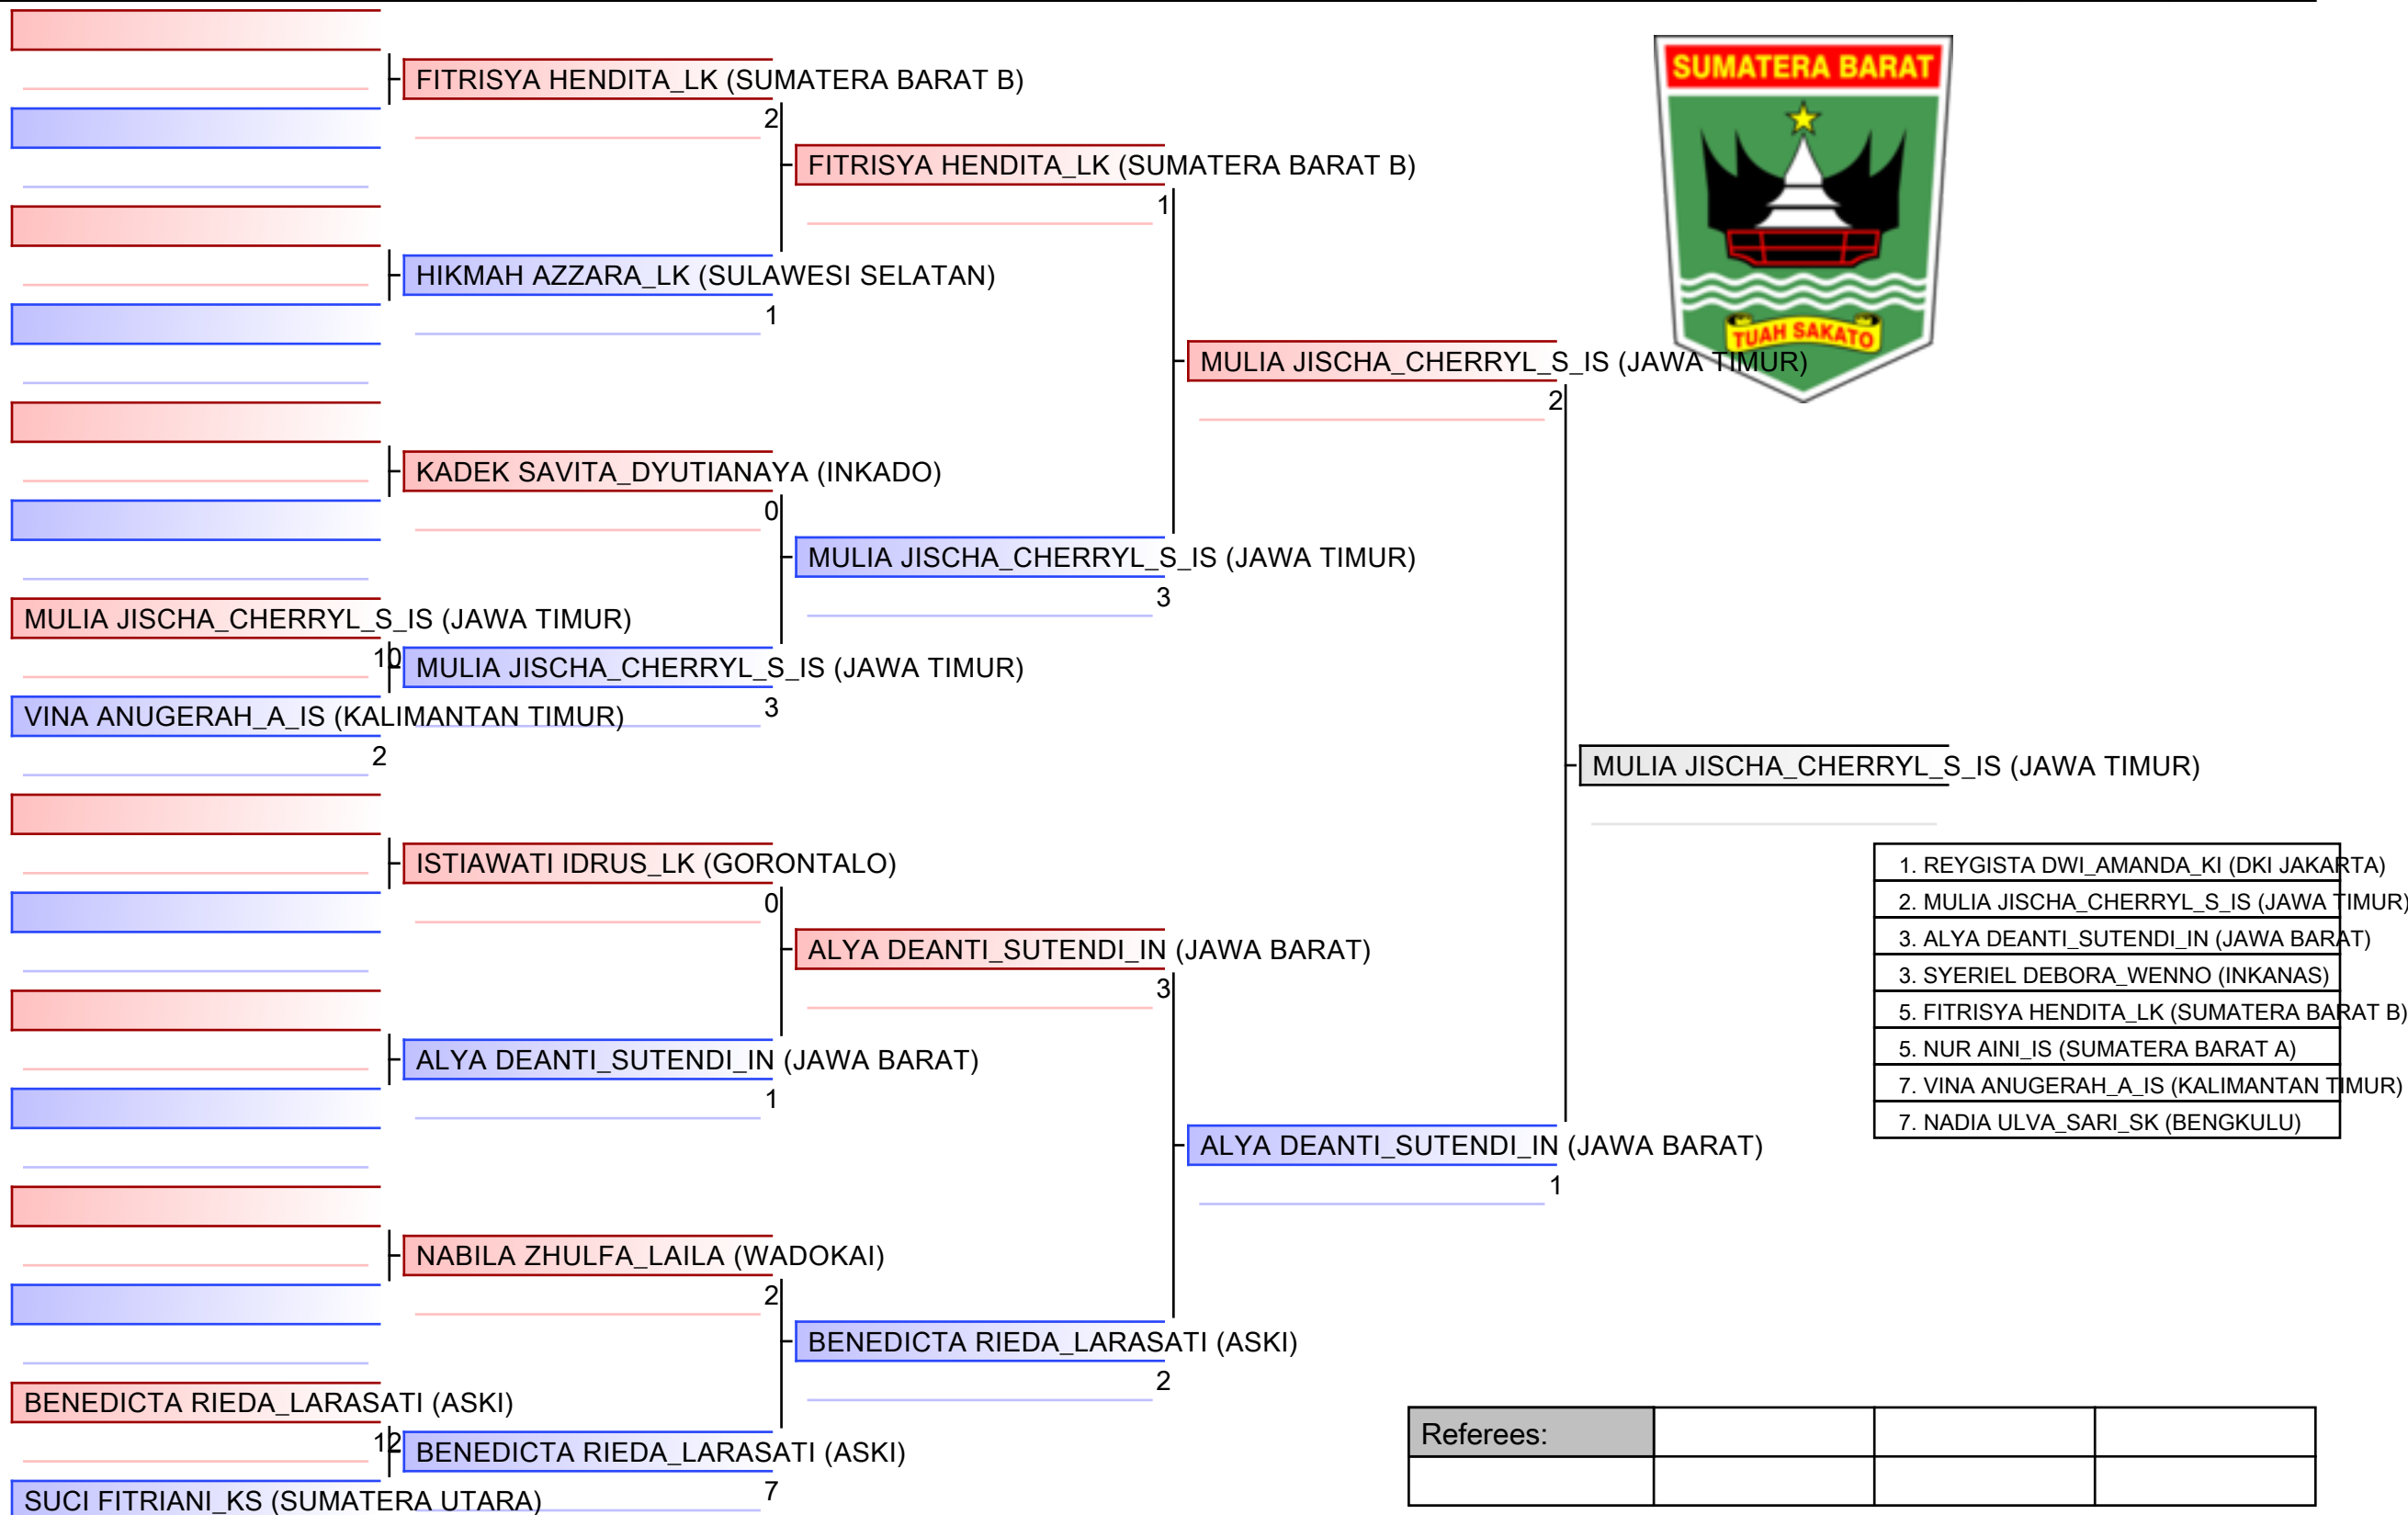 SUMATERA BARAT
FITRISYA HENDITA_LK (SUMATERA BARAT B)
2
FITRISYA HENDITA_LK (SUMATERA BARAT B)
1
HIKMAH AZZARA_LK (SULAWESI SELATAN)
1
TUAH SAKATO
MULIA JISCHA_CHERRYL_S_IS (JAWA TIMUR)
2
KADEK SAVITA_DYUTIANAYA (INKADO)
0
MULIA JISCHA_CHERRYL_S_IS (JAWA TIMUR)
3
MULIA JISCHA_CHERRYL_S_IS (JAWA TIMUR)
10
MULIA JISCHA_CHERRYL_S_IS (JAWA TIMUR)
3
VINA ANUGERAH_A_IS (KALIMANTAN TIMUR)
2
MULIA JISCHA_CHERRYL_S_IS (JAWA TIMUR)
ISTIAWATI IDRUS_LK (GORONTALO)
0
ALYA DEANTI_SUTENDI_IN (JAWA BARAT)
3
ALYA DEANTI_SUTENDI_IN (JAWA BARAT)
1
1. REYGISTA DWI_AMANDA_KI (DKI JAKARTA)
2. MULIA JISCHA_CHERRYL_S_IS (JAWA TIMUR)
3. ALYA DEANTI_SUTENDI_IN (JAWA BARAT)
3. SYERIEL DEBORA_WENNO (INKANAS)
5. FITRISYA HENDITA_LK (SUMATERA BARAT B)
5. NUR AINI_IS (SUMATERA BARAT A)
7. VINA ANUGERAH_A_IS (KALIMANTAN TIMUR)
7. NADIA ULVA_SARI_SK (BENGKULU)
ALYA DEANTI_SUTENDI_IN (JAWA BARAT)
1
NABILA ZHULFA_LAILA (WADOKAI)
2
BENEDICTA RIEDA_LARASATI (ASKI)
2
BENEDICTA RIEDA_LARASATI (ASKI)
12
BENEDICTA RIEDA_LARASATI (ASKI)
7
SUCI FITRIANI_KS (SUMATERA UTARA)
Referees: